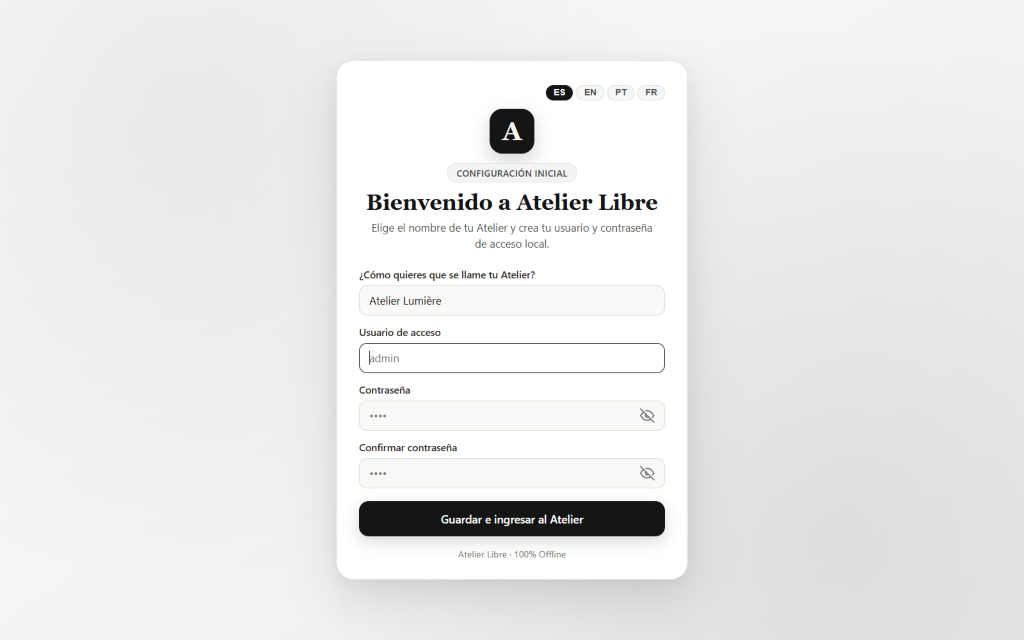 ES EN PT FR
A
CONFIGURACIÓN INICIAL
Bienvenido a Atelier Libre
Elige el nombre de tu Atelier y crea tu usuario y contraseña
de acceso local.
¿Cómo quieres que se llame tu Atelier?
Atelier Lumière
Usuario de acceso
admin
Contraseña
••••
Confirmar contraseña
••••
Guardar e ingresar al Atelier
Atelier Libre · 100% Offline